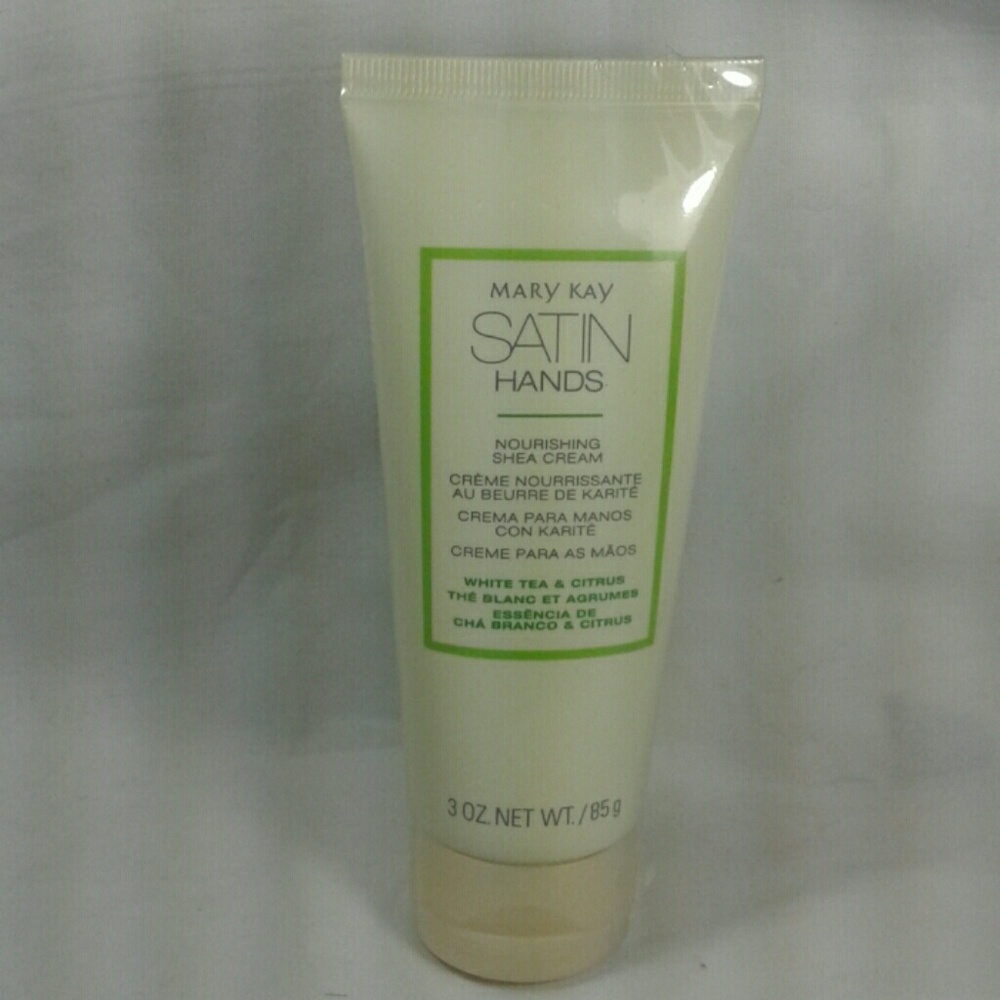 MARY KAY
SATIN
HANDS
NOURISHING
SHEA CREAM
CRÈME NOURRISSANTE
AU BEURRE DE KARITÉ
CREMA PARA MANOS
CON KARITÉ
CREME PARA AS MÃOS
WHITE TEA & CITRUS
THÉ BLANC ET AGRUMES
ESSÊNCIA DE
CHÁ BRANCO & CITRUS
3 OZ. NET WT. / 85 g